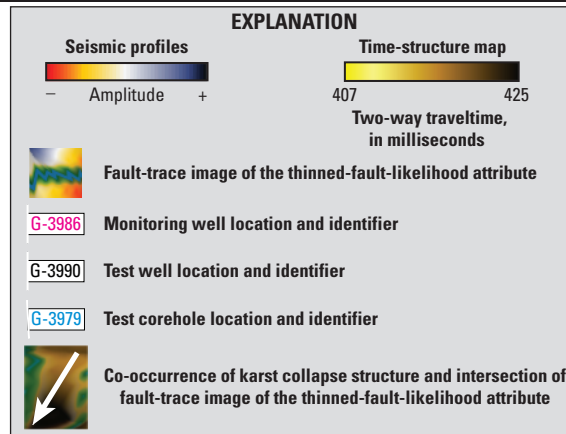 EXPLANATION
Seismic profiles
– Amplitude +
Time-structure map
407 425
Two-way traveltime,
in milliseconds
Fault-trace image of the thinned-fault-likelihood attribute
G-3986 Monitoring well location and identifier
G-3990 Test well location and identifier
G-3979 Test corehole location and identifier
Co-occurrence of karst collapse structure and intersection of
fault-trace image of the thinned-fault-likelihood attribute